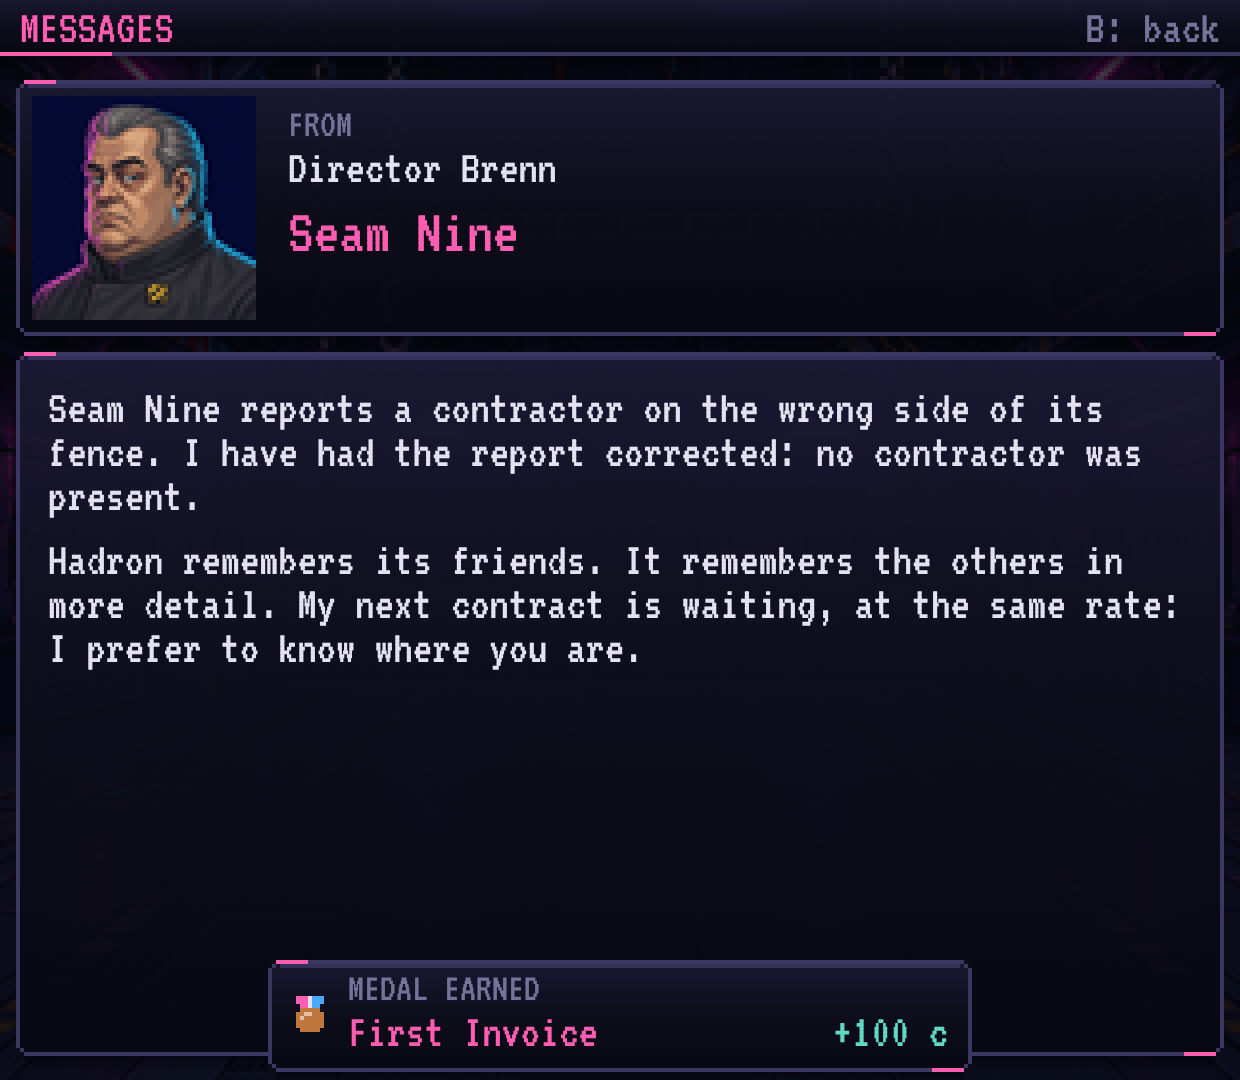 MESSAGES
B: back
FROM
Director Brenn
Seam Nine
Seam Nine reports a contractor on the wrong side of its
fence. I have had the report corrected: no contractor was
present.
Hadron remembers its friends. It remembers the others in
more detail. My next contract is waiting, at the same rate:
I prefer to know where you are.
MEDAL EARNED
First Invoice
+100 c